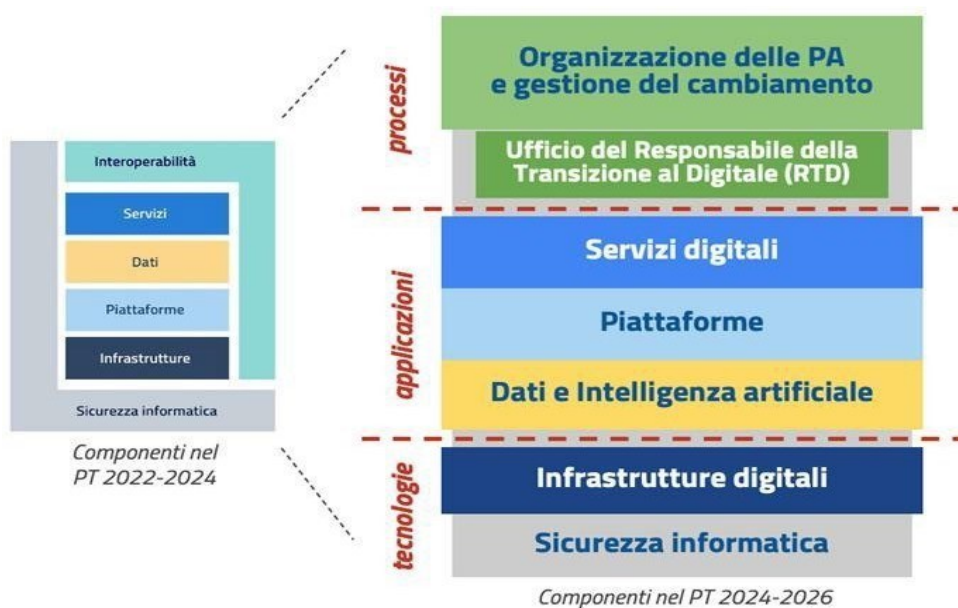 Interoperabilità
Servizi
Dati
Piattaforme
Infrastrutture
Sicurezza informatica
Componenti nel
PT 2022-2024
processi
Organizzazione delle PA
e gestione del cambiamento
Ufficio del Responsabile della
Transizione al Digitale (RTD)
applicazioni
Servizi digitali
Piattaforme
Dati e Intelligenza artificiale
tecnologie
Infrastrutture digitali
Sicurezza informatica
Componenti nel PT 2024-2026